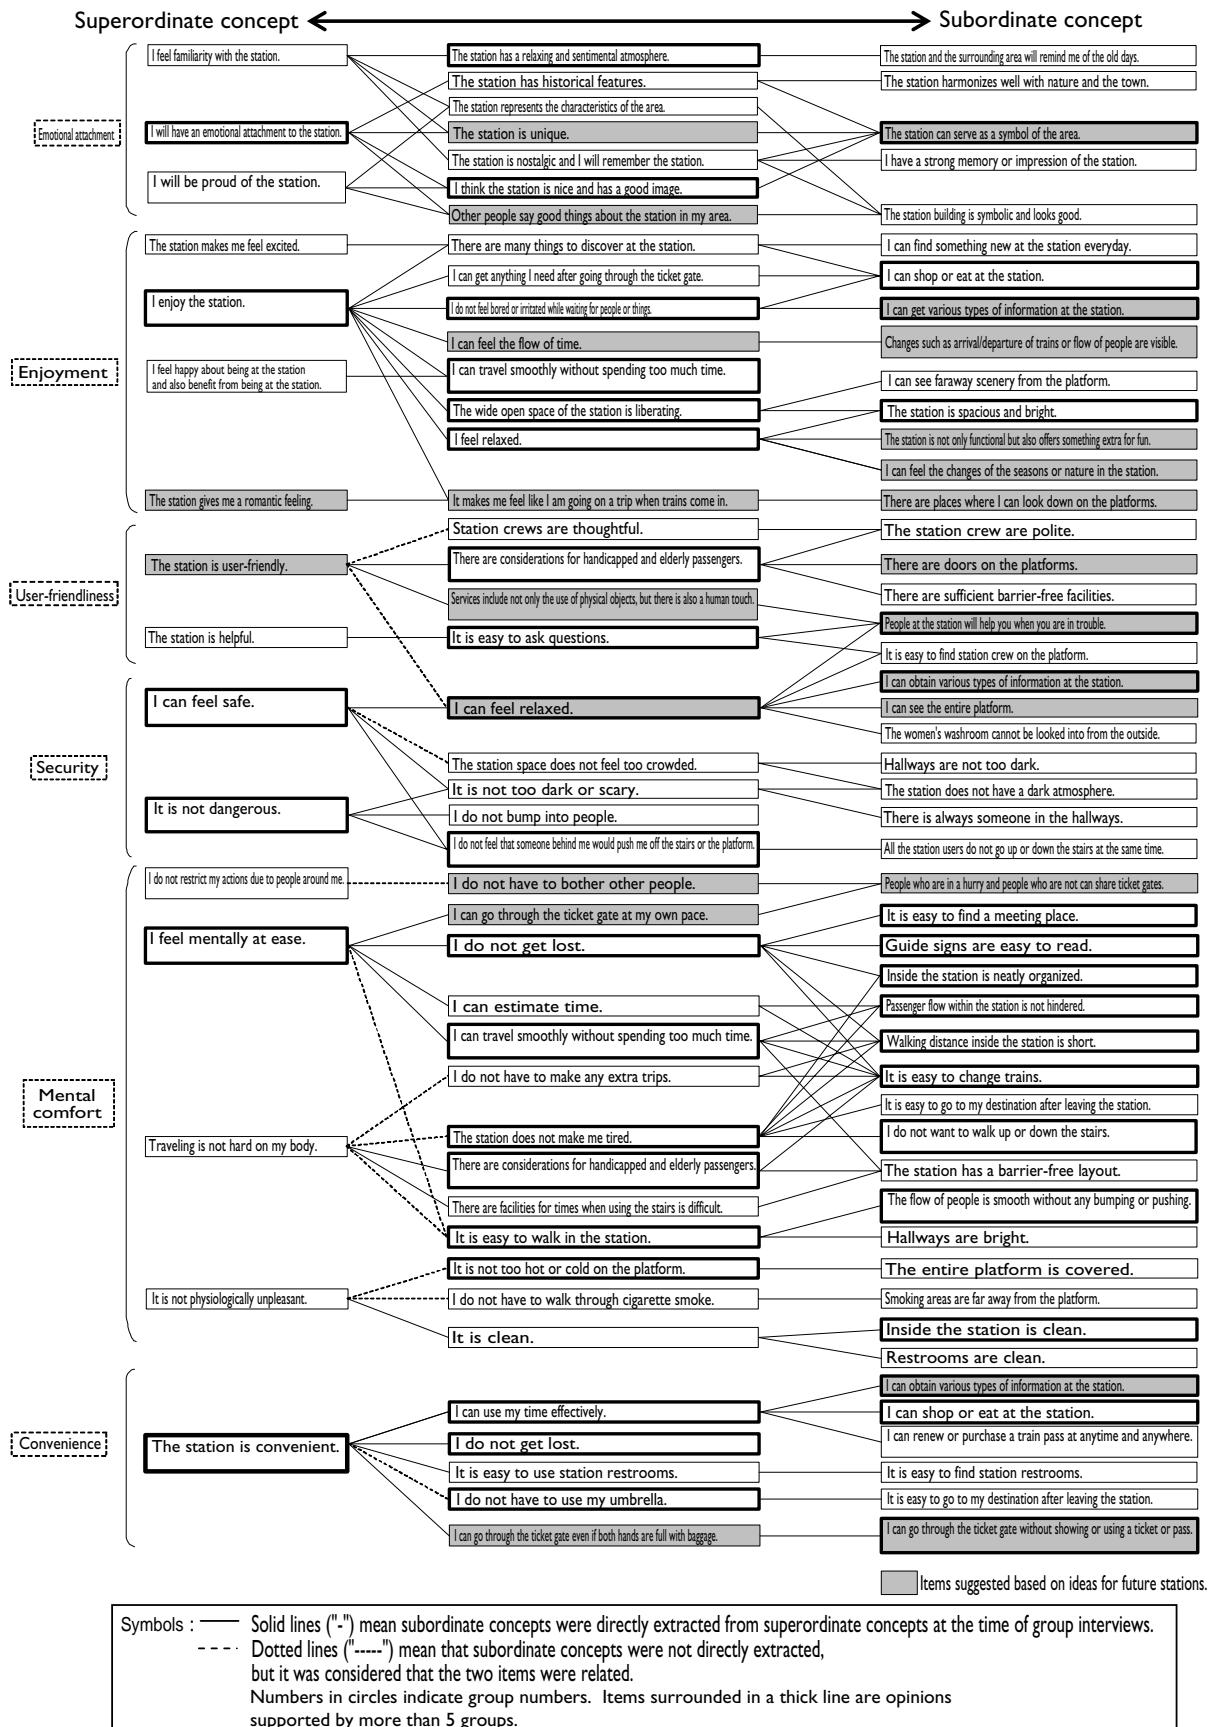 Superordinate concept
Subordinate concept
Emotional attachment
I feel familiarity with the station.
I will have an emotional attachment to the station.
I will be proud of the station.
The station has a relaxing and sentimental atmosphere.
The station has historical features.
The station represents the characteristics of the area.
The station is unique.
The station is nostalgic and I will remember the station.
I think the station is nice and has a good image.
Other people say good things about the station in my area.
The station and the surrounding area will remind me of the old days.
The station harmonizes well with nature and the town.
The station can serve as a symbol of the area.
I have a strong memory or impression of the station.
The station building is symbolic and looks good.
Enjoyment
The station makes me feel excited.
I enjoy the station.
I feel happy about being at the station
and also benefit from being at the station.
The station gives me a romantic feeling.
There are many things to discover at the station.
I can get anything I need after going through the ticket gate.
I do not feel bored or irritated while waiting for people or things.
I can feel the flow of time.
I can travel smoothly without spending too much time.
The wide open space of the station is liberating.
I feel relaxed.
It makes me feel like I am going on a trip when trains come in.
I can find something new at the station everyday.
I can shop or eat at the station.
I can get various types of information at the station.
Changes such as arrival/departure of trains or flow of people are visible.
I can see faraway scenery from the platform.
The station is spacious and bright.
The station is not only functional but also offers something extra for fun.
I can feel the changes of the seasons or nature in the station.
There are places where I can look down on the platforms.
User-friendliness
The station is user-friendly.
The station is helpful.
Station crews are thoughtful.
There are considerations for handicapped and elderly passengers.
Services include not only the use of physical objects, but there is also a human touch.
It is easy to ask questions.
The station crew are polite.
There are doors on the platforms.
There are sufficient barrier-free facilities.
People at the station will help you when you are in trouble.
It is easy to find station crew on the platform.
Security
I can feel safe.
It is not dangerous.
I can feel relaxed.
The station space does not feel too crowded.
It is not too dark or scary.
I do not bump into people.
I do not feel that someone behind me would push me off the stairs or the platform.
I can obtain various types of information at the station.
I can see the entire platform.
The women's washroom cannot be looked into from the outside.
Hallways are not too dark.
The station does not have a dark atmosphere.
There is always someone in the hallways.
All the station users do not go up or down the stairs at the same time.
Mental
comfort
I do not restrict my actions due to people around me.
I feel mentally at ease.
Traveling is not hard on my body.
It is not physiologically unpleasant.
I do not have to bother other people.
I can go through the ticket gate at my own pace.
I do not get lost.
I can estimate time.
I can travel smoothly without spending too much time.
I do not have to make any extra trips.
The station does not make me tired.
There are considerations for handicapped and elderly passengers.
There are facilities for times when using the stairs is difficult.
It is easy to walk in the station.
It is not too hot or cold on the platform.
I do not have to walk through cigarette smoke.
It is clean.
People who are in a hurry and people who are not can share ticket gates.
It is easy to find a meeting place.
Guide signs are easy to read.
Inside the station is neatly organized.
Passenger flow within the station is not hindered.
Walking distance inside the station is short.
It is easy to change trains.
It is easy to go to my destination after leaving the station.
I do not want to walk up or down the stairs.
The station has a barrier-free layout.
The flow of people is smooth without any bumping or pushing.
Hallways are bright.
The entire platform is covered.
Smoking areas are far away from the platform.
Inside the station is clean.
Restrooms are clean.
Convenience
The station is convenient.
I can use my time effectively.
I do not get lost.
It is easy to use station restrooms.
I do not have to use my umbrella.
I can go through the ticket gate even if both hands are full with baggage.
I can obtain various types of information at the station.
I can shop or eat at the station.
I can renew or purchase a train pass at anytime and anywhere.
It is easy to find station restrooms.
It is easy to go to my destination after leaving the station.
I can go through the ticket gate without showing or using a ticket or pass.
Items suggested based on ideas for future stations.
Symbols : Solid lines ("-") mean subordinate concepts were directly extracted from superordinate concepts at the time of group interviews.
Dotted lines ("-----") mean that subordinate concepts were not directly extracted,
but it was considered that the two items were related.
Numbers in circles indicate group numbers. Items surrounded in a thick line are opinions
supported by more than 5 groups.